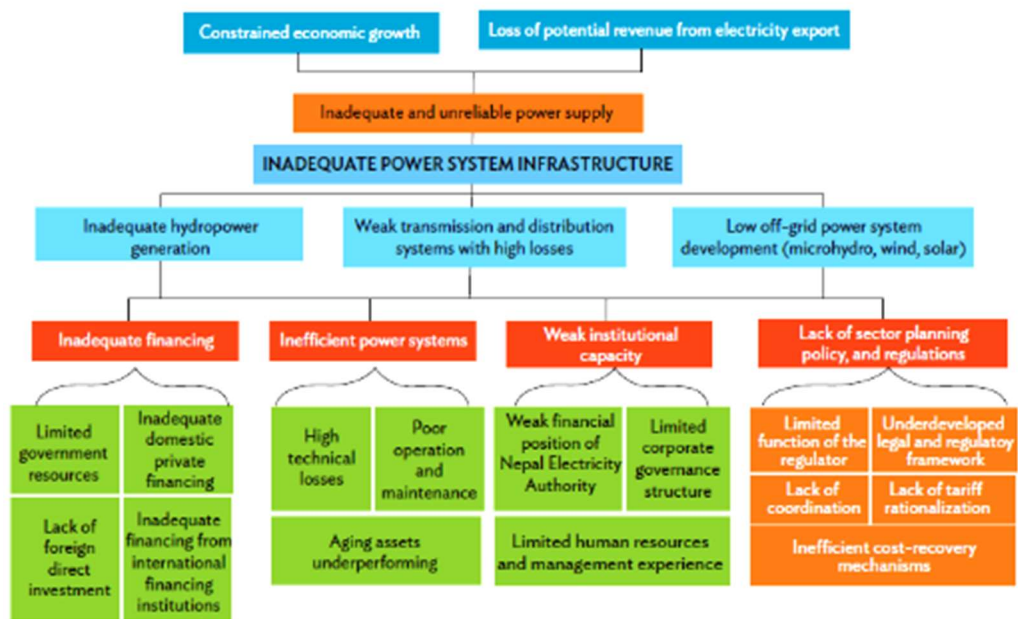 Constrained economic growth
Loss of potential revenue from electricity export
Inadequate and unreliable power supply
INADEQUATE POWER SYSTEM INFRASTRUCTURE
Inadequate hydropower
generation
Weak transmission and distribution
systems with high losses
Low off-grid power system
development (microhydro, wind, solar)
Inadequate financing
Inefficient power systems
Weak institutional
capacity
Lack of sector planning
policy, and regulations
Limited
government
resources
Inadequate
domestic
private
financing
Lack of
foreign
direct
investment
Inadequate
financing from
international
financing
institutions
High
technical
losses
Poor
operation
and
maintenance
Aging assets
underperforming
Weak financial
position of
Nepal Electricity
Authority
Limited
corporate
governance
structure
Limited human resources
and management experience
Limited
function of the
regulator
Underdeveloped
legal and regulatory
framework
Lack of
coordination
Lack of tariff
rationalization
Inefficient cost-recovery
mechanisms